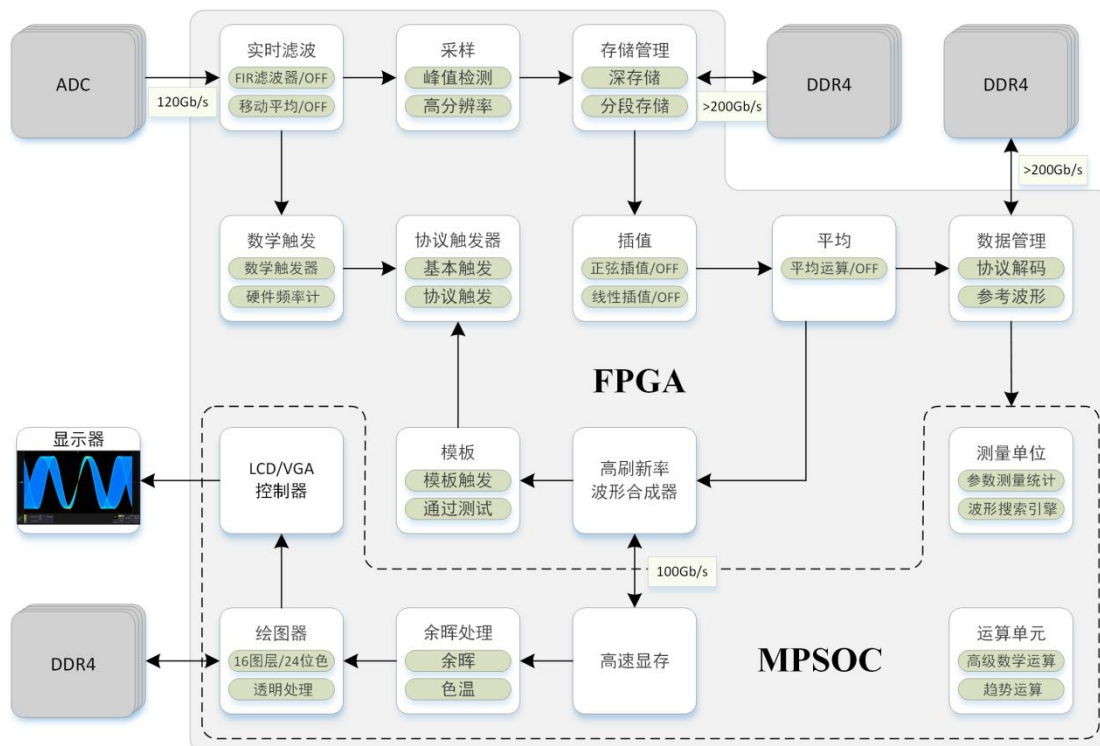 ADC
120Gb/s
实时滤波
FIR滤波器/OFF
移动平均/OFF
采样
峰值检测
高分辨率
存储管理
深存储
分段存储
>200Gb/s
DDR4
DDR4
>200Gb/s
数学触发
数学触发器
硬件频率计
协议触发器
基本触发
协议触发
插值
正弦插值/OFF
线性插值/OFF
平均
平均运算/OFF
数据管理
协议解码
参考波形
FPGA
显示器
LCD/VGA
控制器
模板
模板触发
通过测试
高刷新率
波形合成器
测量单位
参数测量统计
波形搜索引擎
100Gb/s
DDR4
绘图器
16图层/24位色
透明处理
余晖处理
余晖
色温
高速显存
MPSOC
运算单元
高级数学运算
趋势运算